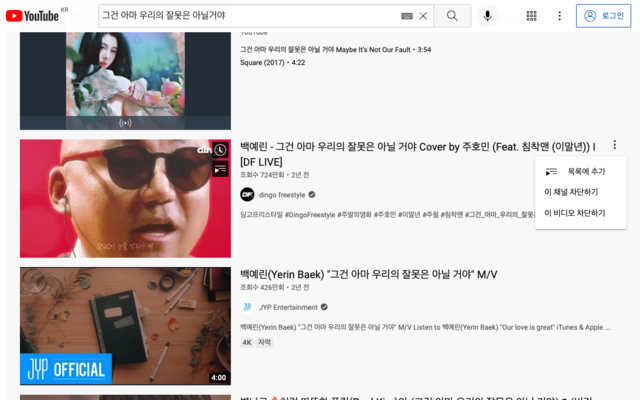 YouTube KR
그건 아마 우리의 잘못은 아닐거야
로그인
YouTube
그건 아마 우리의 잘못은 아닐 거야 Maybe It's Not Our Fault • 3:54
Square (2017) • 4:22
백예린 - 그건 아마 우리의 잘못은 아닐 거야 Cover by 주호민 (Feat. 침착맨 (이말년)) l
[DF LIVE]
조회수 724만회 • 2년 전
DF dingo freestyle
딩고프리스타일 #DingoFreestyle #주말의영화 #주호민 #이말년 #주펄 #침착맨 #그건_아마_우리의_잘못은
목록에 추가
이 채널 차단하기
이 비디오 차단하기
백예린(Yerin Baek) "그건 아마 우리의 잘못은 아닐 거야" M/V
조회수 426만회 • 2년 전
JYP Entertainment
백예린(Yerin Baek) "그건 아마 우리의 잘못은 아닐 거야" M/V Listen to 백예린(Yerin Baek) "Our love is great" iTunes & Apple ...
4K 자막
JYP OFFICIAL
4:00